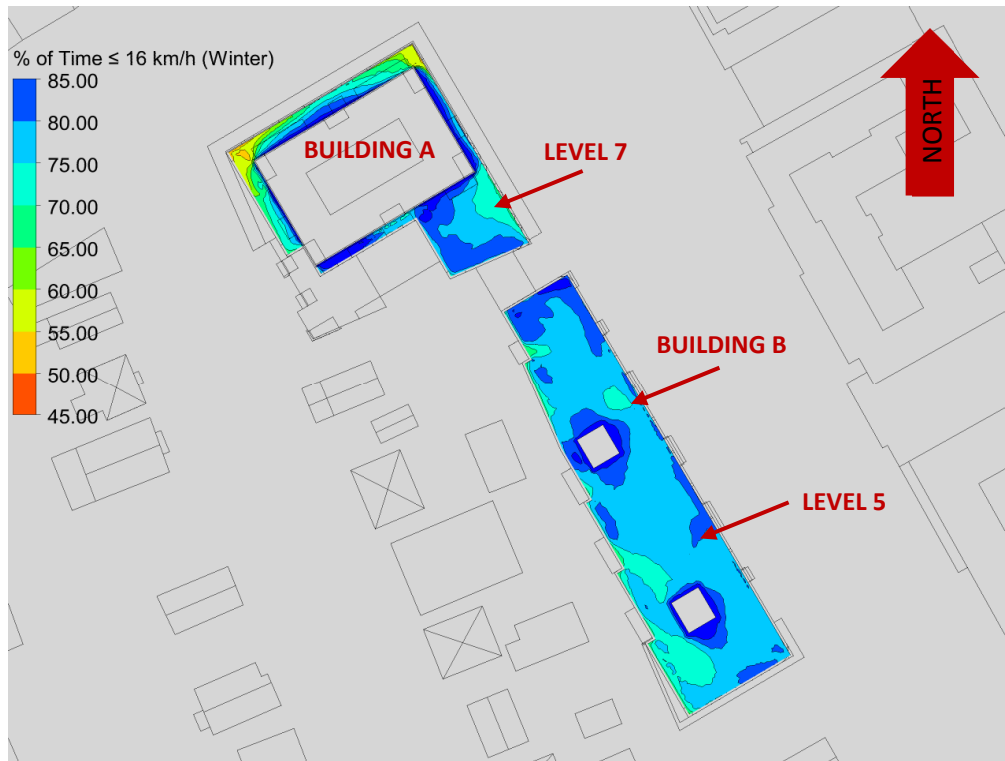 % of Time ≤ 16 km/h (Winter)
85.00
80.00
75.00
70.00
65.00
60.00
55.00
50.00
45.00
BUILDING A
LEVEL 7
NORTH
BUILDING B
LEVEL 5